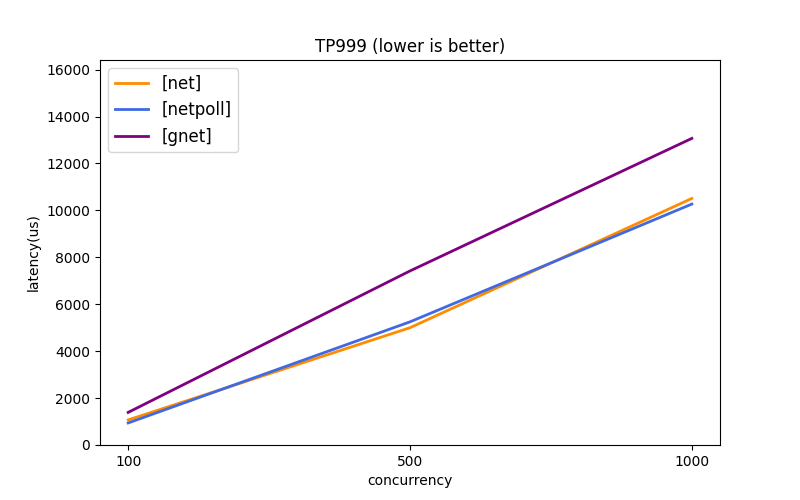 TP999 (lower is better)
16000
14000
12000
10000
8000
6000
4000
2000
0
latency(us)
[net]
[netpoll]
[gnet]
100
500
1000
concurrency